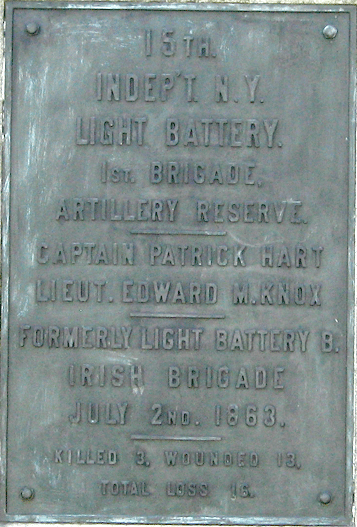 15TH.
INDEP'T. N.Y.
LIGHT BATTERY.
1ST. BRIGADE,
ARTILLERY RESERVE.
CAPTAIN PATRICK HART
LIEUT. EDWARD M. KNOX
FORMERLY LIGHT BATTERY B.
IRISH BRIGADE
JULY 2ND. 1863.
KILLED 3, WOUNDED 13,
TOTAL LOSS 16.